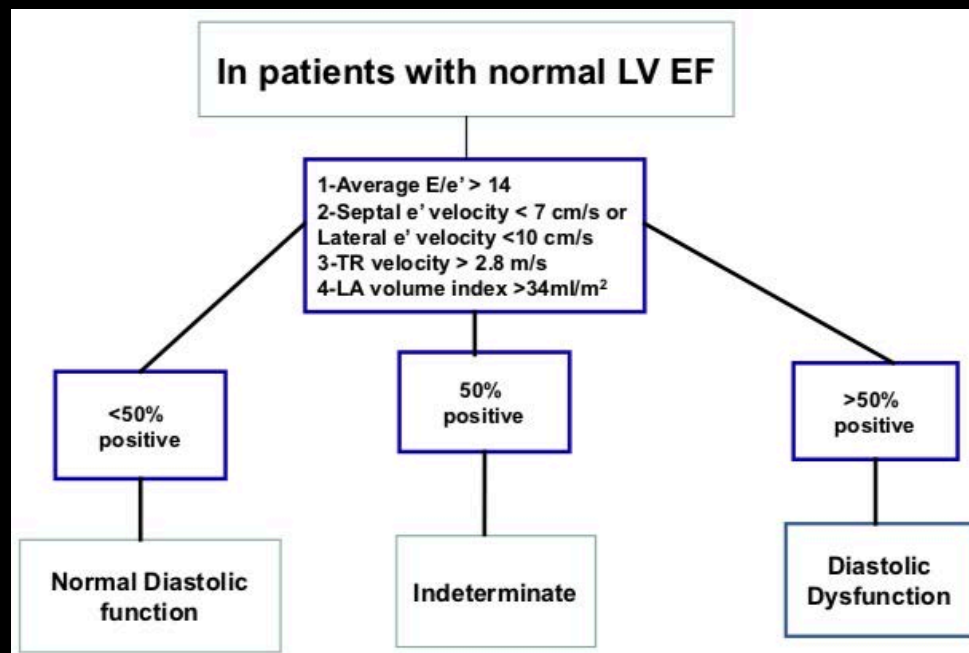 In patients with normal LV EF
1-Average E/e’ > 14
2-Septal e’ velocity < 7 cm/s or
Lateral e’ velocity <10 cm/s
3-TR velocity > 2.8 m/s
4-LA volume index >34ml/m²
<50%
positive
50%
positive
>50%
positive
Normal Diastolic
function
Indeterminate
Diastolic
Dysfunction